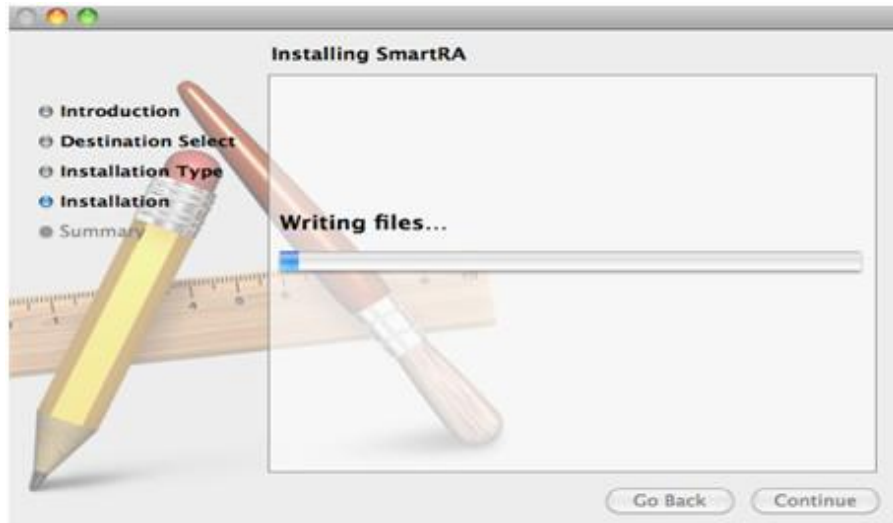 Installing SmartRA
Introduction
Destination Select
Installation Type
Installation
Summary
Writing files...
Go Back
Continue